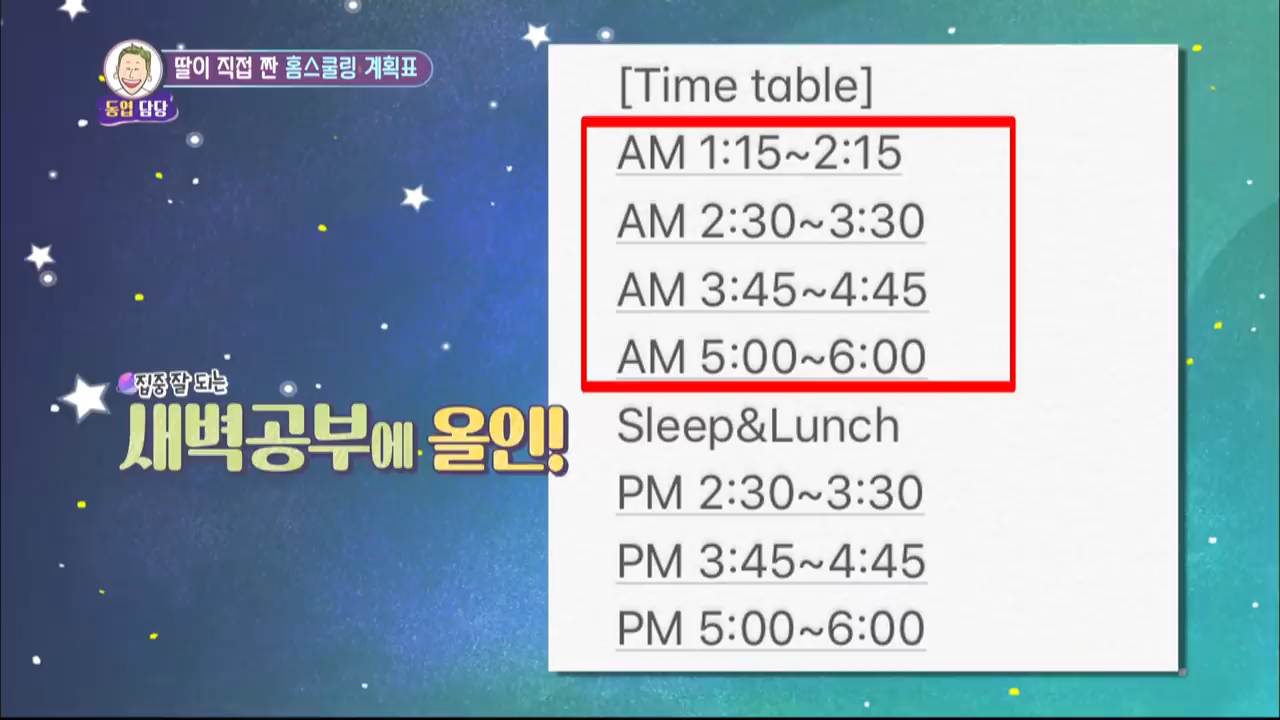 딸이 직접 짠 홈스쿨링 계획표
동엽 담당
[Time table]
AM 1:15~2:15
AM 2:30~3:30
AM 3:45~4:45
AM 5:00~6:00
Sleep&Lunch
PM 2:30~3:30
PM 3:45~4:45
PM 5:00~6:00
집중 잘 되는
새벽공부에 올인!